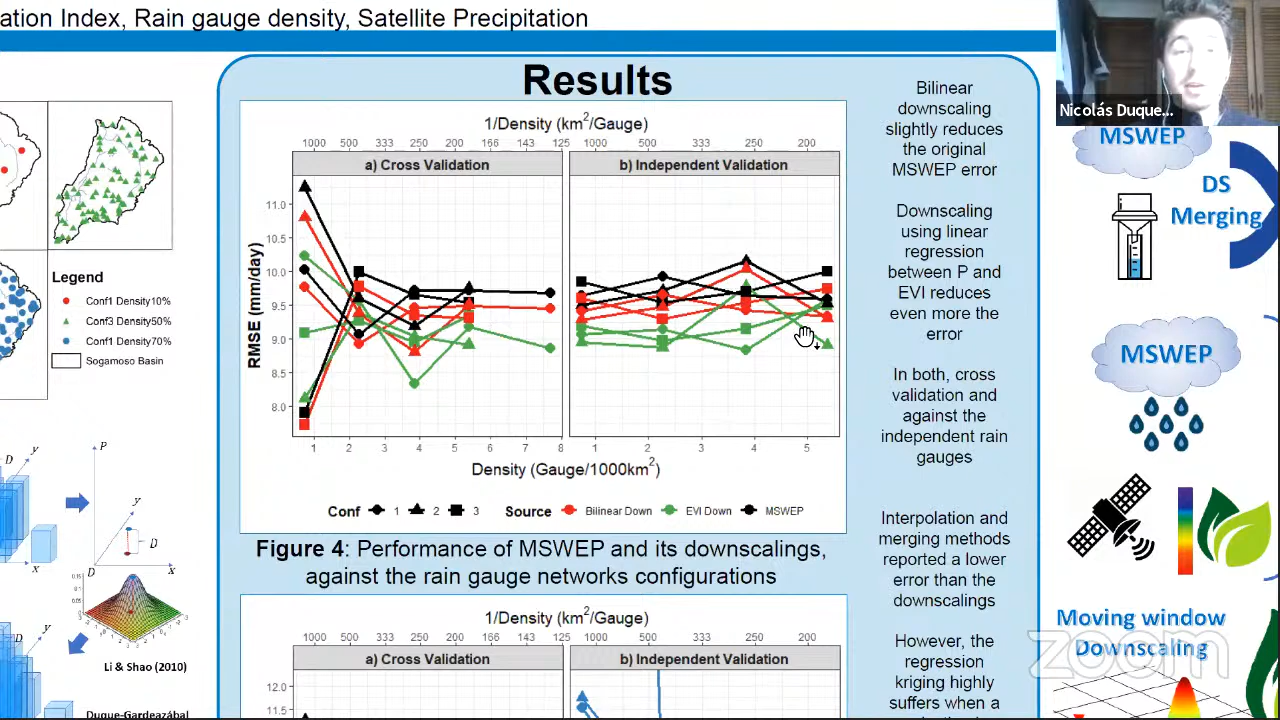 ation Index, Rain gauge density, Satellite Precipitation
Nicolás Duque...
Legend
Conf1 Density10%
Conf3 Density50%
Conf1 Density70%
Sogamoso Basin
D
y
x
P
y
D
D
x
D
y
Li & Shao (2010)
Duque-Gardeazábal
Results
1/Density (km²/Gauge)
1000 500 333 250 200 166 143 125
1000 500 333 250 200
a) Cross Validation
b) Independent Validation
RMSE (mm/day)
11.0
10.5
10.0
9.5
9.0
8.5
8.0
1 2 3 4 5 6 7 8
1 2 3 4 5
Density (Gauge/1000km²)
Conf 1 2 3 Source Bilinear Down EVI Down MSWEP
Figure 4: Performance of MSWEP and its downscalings,
against the rain gauge networks configurations
1/Density (km²/Gauge)
1000 500 333 250 200 166 143 125
1000 500 333 250 200
a) Cross Validation
b) Independent Validation
12.0
11.5
Bilinear
downscaling
slightly reduces
the original
MSWEP error
Downscaling
using linear
regression
between P and
EVI reduces
even more the
error
In both, cross
validation and
against the
independent rain
gauges
Interpolation and
merging methods
reported a lower
error than the
downscalings
However, the
regression
kriging highly
suffers when a
MSWEP
DS
Merging
MSWEP
Moving window
Downscaling
zoom